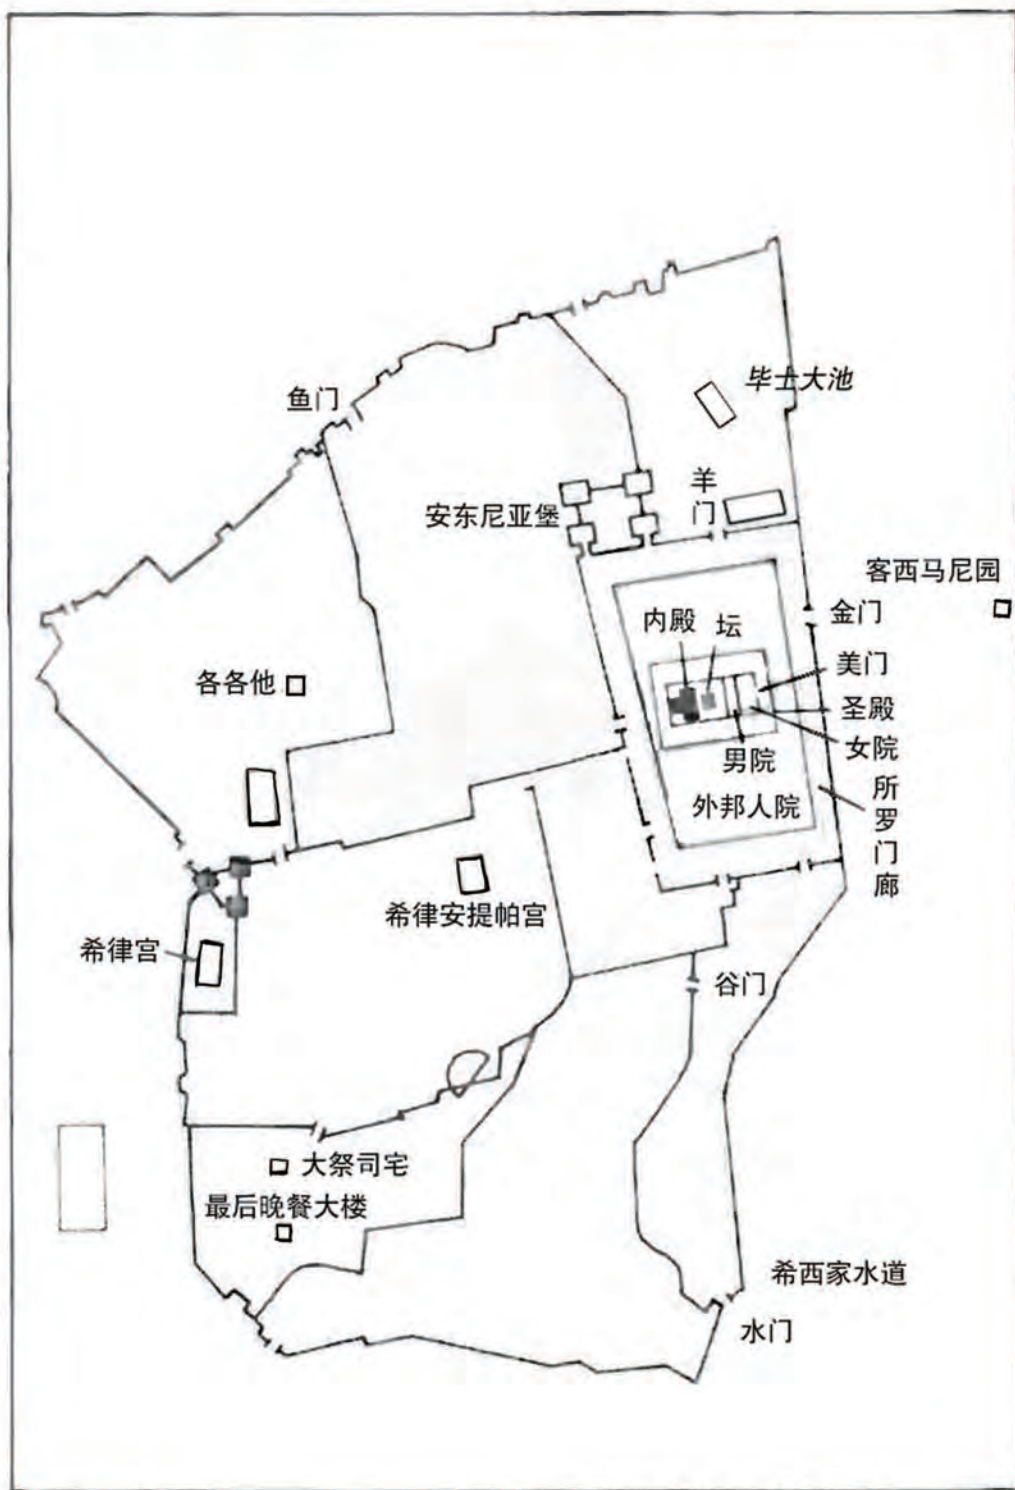 鱼门
毕士大池
羊门
安东尼亚堡
客西马尼园
金门
内殿
坛
美门
各各他
圣殿
女院
男院
外邦人院
所罗门廊
希律安提帕宫
希律宫
谷门
大祭司宅
最后晚餐大楼
希西家水道
水门